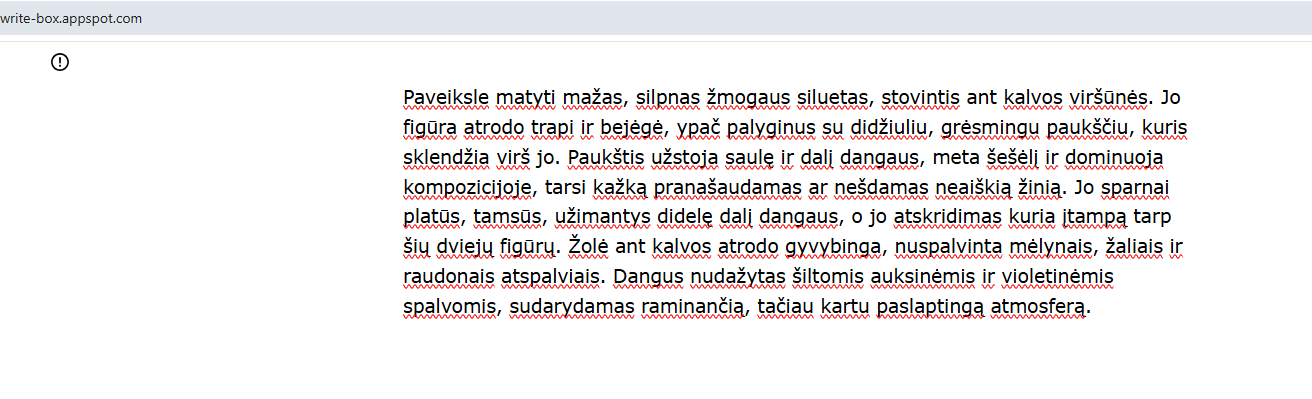 write-box.appspot.com
Paveiksle matyti mažas, silpnas žmogaus siluetas, stovintis ant kalvos viršūnės. Jo
figūra atrodo trapi ir bejėgė, ypač palyginus su didžiuliu, grėsmingu paukščiu, kuris
sklendžia virš jo. Paukštis užstoja saulę ir dalį dangaus, meta šešėlį ir dominuoja
kompozicijoje, tarsi kažką pranašaudamas ar nešdamas neaiškią žinią. Jo sparnai
platūs, tamsūs, užimantys didelę dalį dangaus, o jo atskridimas kuria įtampą tarp
šių dviejų figūrų. Žolė ant kalvos atrodo gyvybinga, nuspalvinta mėlynais, žaliais ir
raudonais atspalviais. Dangus nudažytas šiltomis auksinėmis ir violetinėmis
spalvomis, sudarydamas raminančią, tačiau kartu paslaptingą atmosferą.